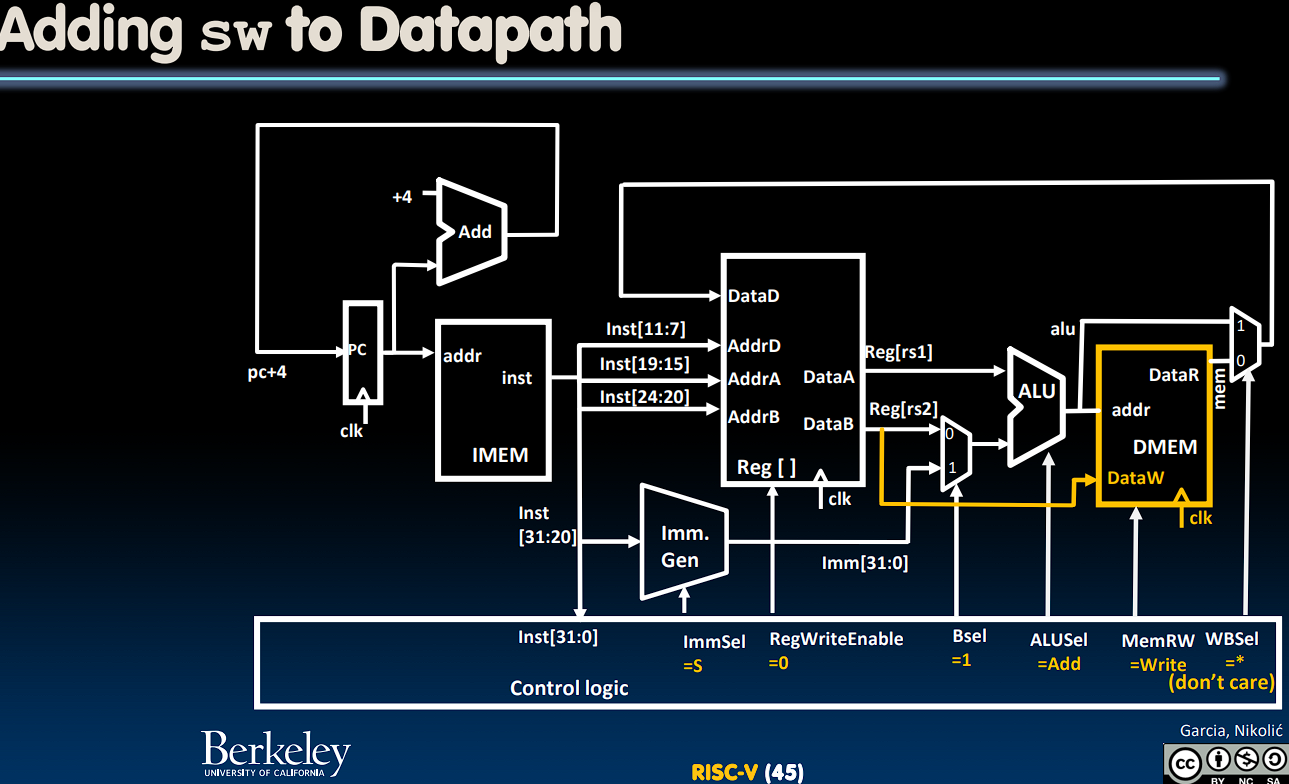 Adding sw to Datapath
+4
Add
pc+4
PC
clk
addr
inst
IMEM
Inst[11:7]
Inst[19:15]
Inst[24:20]
DataD
AddrD
AddrA
AddrB
DataA
DataB
Reg [ ]
clk
Reg[rs1]
Reg[rs2]
0
1
ALU
alu
DataR
addr
DMEM
DataW
clk
mem
1
0
Inst
[31:20]
Imm.
Gen
Imm[31:0]
Inst[31:0]
ImmSel
=S
RegWriteEnable
=0
Bsel
=1
ALUSel
=Add
MemRW
=Write
WBSel
=*
(don't care)
Control logic
Berkeley
UNIVERSITY OF CALIFORNIA
RISC-V (45)
Garcia, Nikolić
cc
BY NC SA